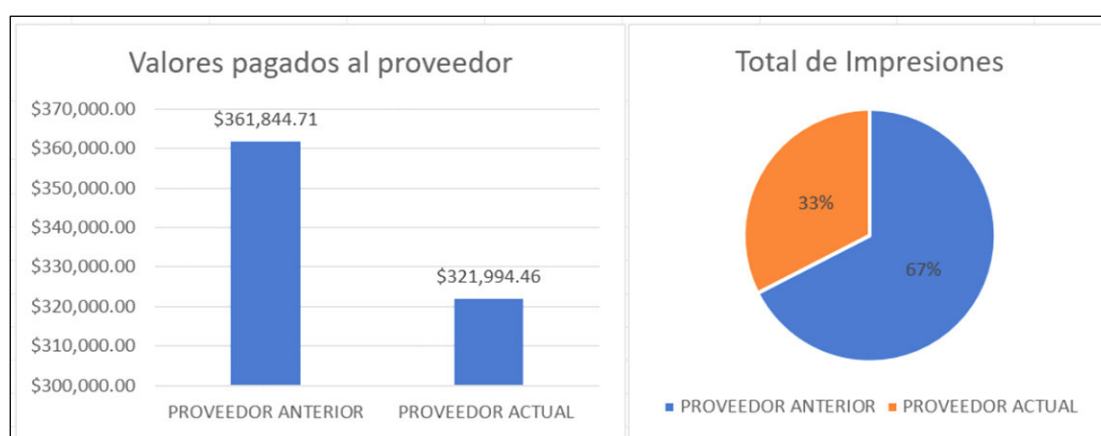 Valores pagados al proveedor
$370,000.00
$360,000.00
$350,000.00
$340,000.00
$330,000.00
$320,000.00
$310,000.00
$300,000.00
$361,844.71
$321,994.46
PROVEEDOR ANTERIOR
PROVEEDOR ACTUAL
Total de Impresiones
33%
67%
PROVEEDOR ANTERIOR
PROVEEDOR ACTUAL